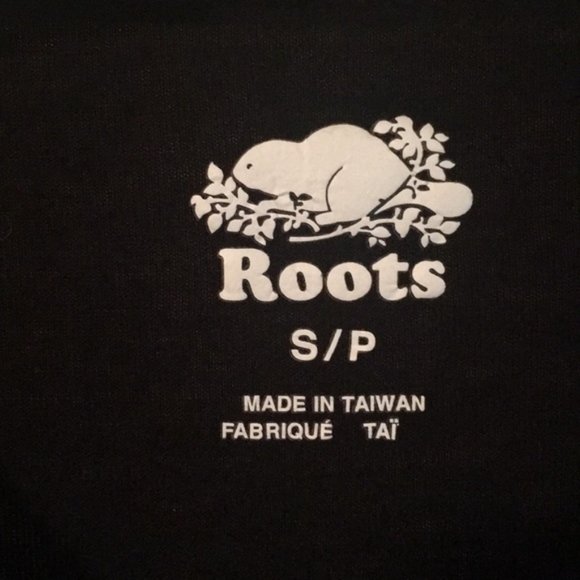 Roots
S/P
MADE IN TAIWAN
FABRIQUÉ TAÏ